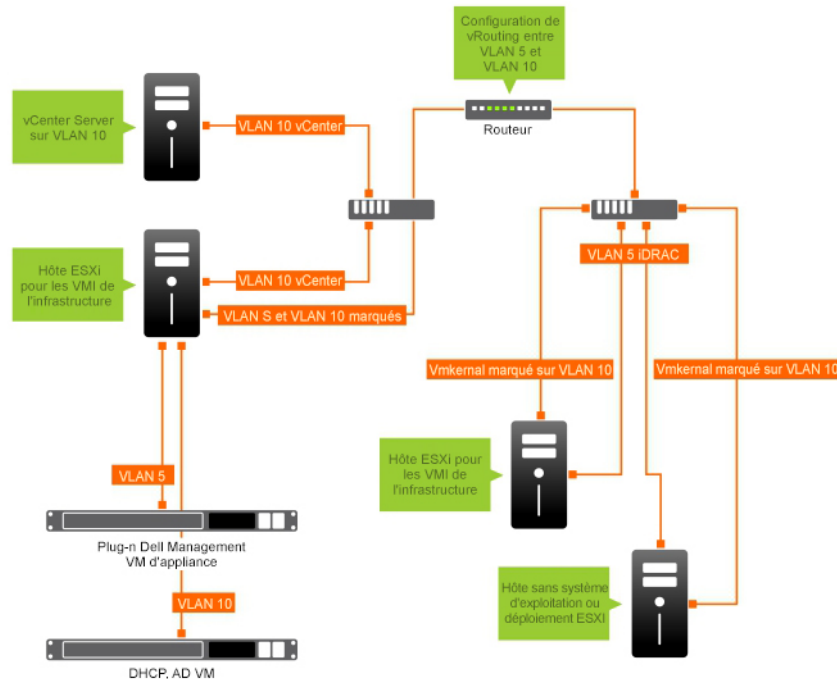 Configuration de
vRouting entre
VLAN 5 et
VLAN 10
Routeur
vCenter Server
sur VLAN 10
VLAN 10 vCenter
Hôte ESXi
pour les VMI de
l'infrastructure
VLAN 10 vCenter
VLAN S et VLAN 10 marqués
VLAN 5 iDRAC
Vmkernal marqué sur VLAN 10
Vmkernal marqué sur VLAN 10
Hôte ESXi pour
les VMI de
l'infrastructure
VLAN 5
Plug-n Dell Management
VM d'appliance
VLAN 10
Hôte sans système
d'exploitation ou
déploiement ESXI
DHCP, AD VM